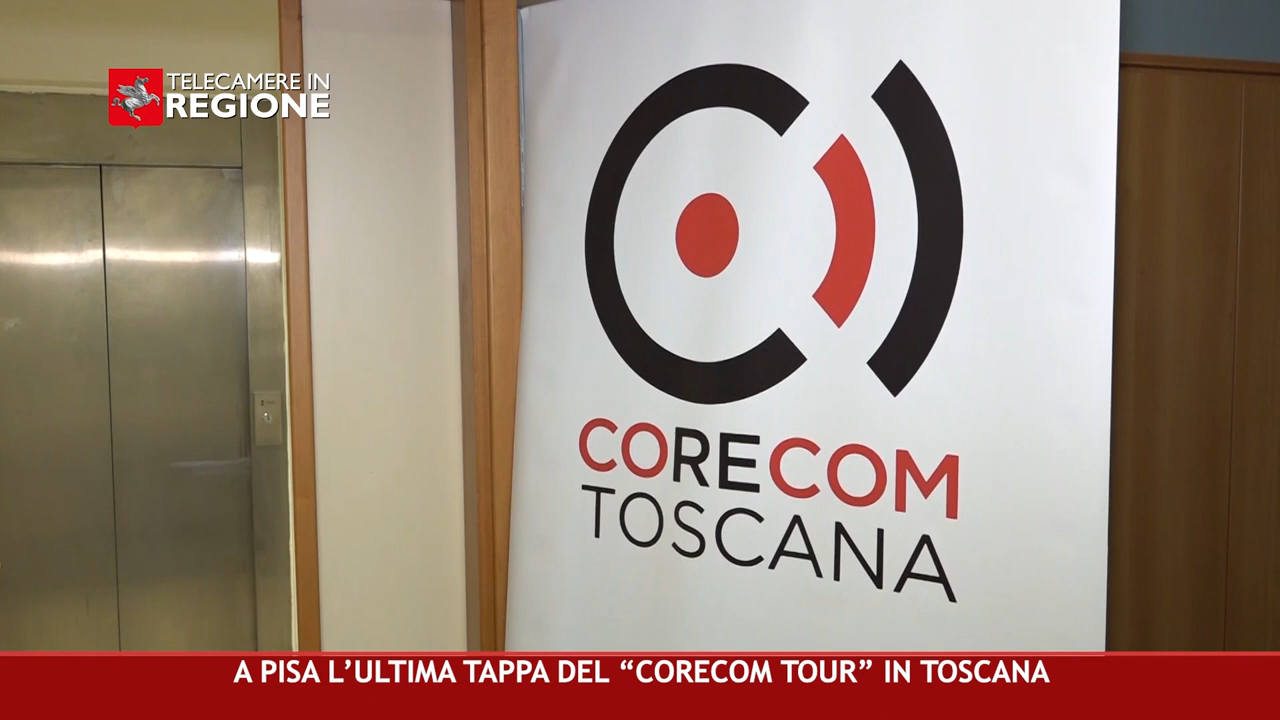 TELECAMERE IN
REGIONE
CORECOM
TOSCANA
A PISA L’ULTIMA TAPPA DEL “CORECOM TOUR” IN TOSCANA